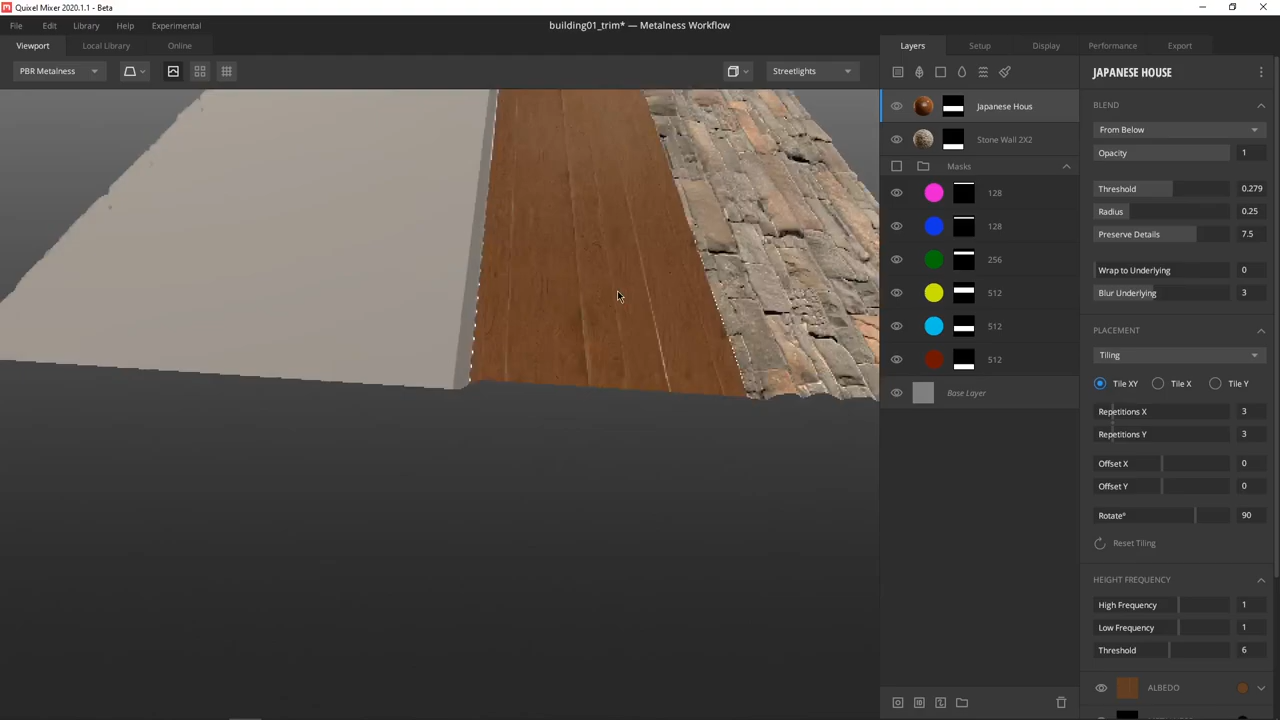 Quixel Mixer 2020.1.1 - Beta
File Edit Library Help Experimental
building01_trim* — Metalness Workflow
Viewport Local Library Online
Layers Setup Display Performance Export
PBR Metalness
Streetlights
JAPANESE HOUSE
BLEND
Japanese Hous
From Below
Stone Wall 2X2
Opacity 1
Masks
Threshold 0.279
128
Radius 0.25
128
Preserve Details 7.5
256
Wrap to Underlying 0
512
Blur Underlying 3
512
PLACEMENT
512
Tiling
Tile XY Tile X Tile Y
Base Layer
Repetitions X 3
Repetitions Y 3
Offset X 0
Offset Y 0
Rotate° 90
Reset Tiling
HEIGHT FREQUENCY
High Frequency 1
Low Frequency 1
Threshold 6
ALBEDO